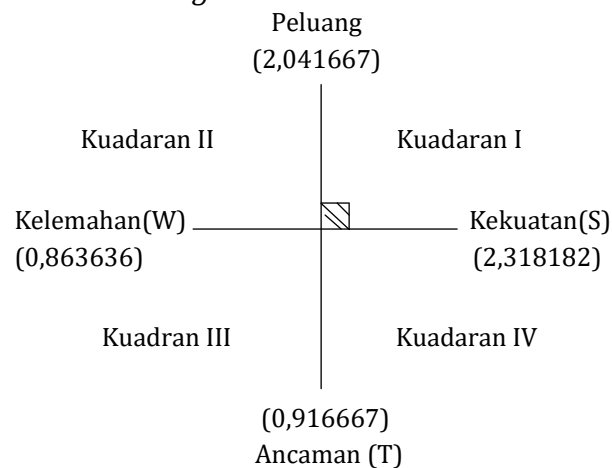 g
Peluang
(2,041667)
Kuadaran II
Kuadaran I
Kelemahan(W)
(0,863636)
Kekuatan(S)
(2,318182)
Kuadran III
Kuadaran IV
(0,916667)
Ancaman (T)